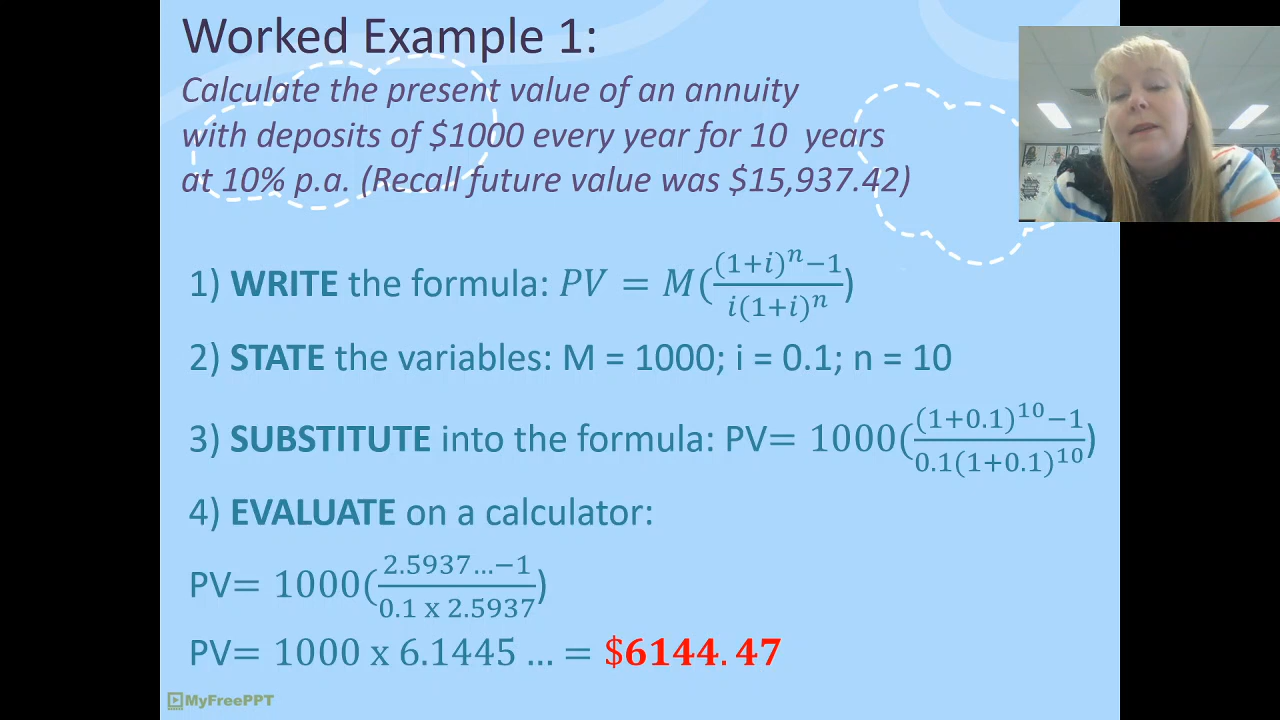 Worked Example 1:
Calculate the present value of an annuity
with deposits of $1000 every year for 10 years
at 10% p.a. (Recall future value was $15,937.42)
1) WRITE the formula: PV = M((1+i)^n−1 / i(1+i)^n)
2) STATE the variables: M = 1000; i = 0.1; n = 10
3) SUBSTITUTE into the formula: PV= 1000((1+0.1)^10−1 / 0.1(1+0.1)^10)
4) EVALUATE on a calculator:
PV= 1000(2.5937…−1 / 0.1 x 2.5937)
PV= 1000 x 6.1445 … = $6144.47
MyFreePPT